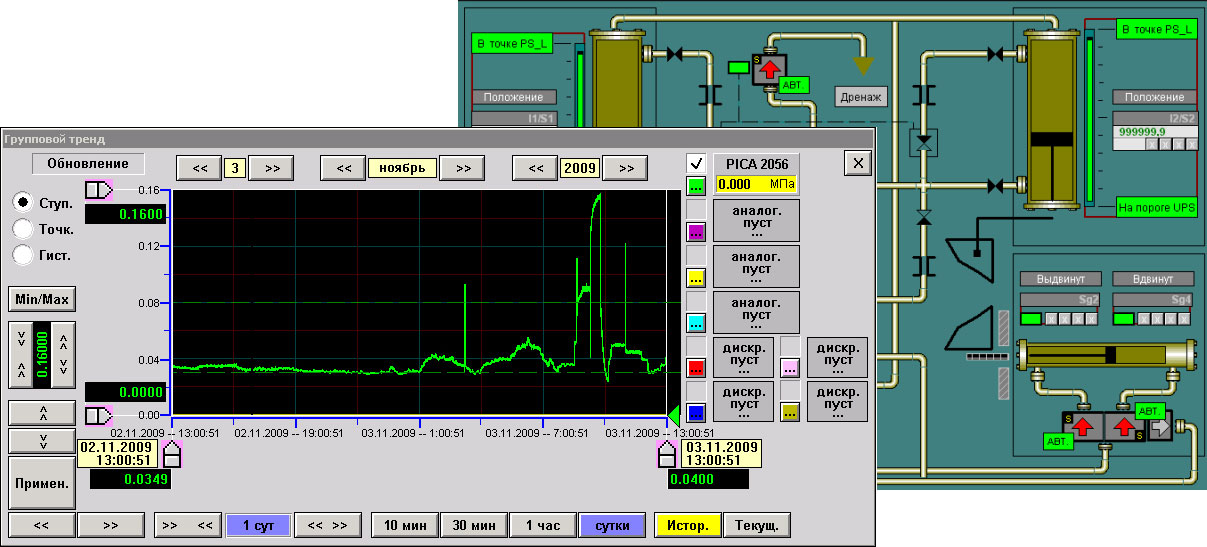 В точке PS_L
Положение
I1/S1
S
АВТ.
Дренаж
В точке PS_L
Положение
I2/S2
999999.9
X X X X
На пороге UPS
Выдвинут
Вдвинут
Sg2
Sg4
X X X X
X X X X
S
S
АВТ.
АВТ.
Групповой тренд
Обновление
<< 3 >>
<< ноябрь >>
<< 2009 >>
X
Ступ.
Точк.
Гист.
Min/Max
0.16000
Примен.
0.1600
0.0000
0.16
0.12
0.08
0.04
0.00
02.11.2009 -- 13:00:51
02.11.2009 -- 19:00:51
03.11.2009 -- 1:00:51
03.11.2009 -- 7:00:51
03.11.2009 -- 13:00:51
02.11.2009
13:00:51
0.0349
03.11.2009
13:00:51
0.0400
PICA 2056
0.000 МПа
... аналог.
пуст
...
... аналог.
пуст
...
... аналог.
пуст
...
... дискр.
пуст
...
... дискр.
пуст
...
... дискр.
пуст
...
... дискр.
пуст
...
<< >> >> << 1 сут << >> 10 мин 30 мин 1 час сутки Истор. Текущ.